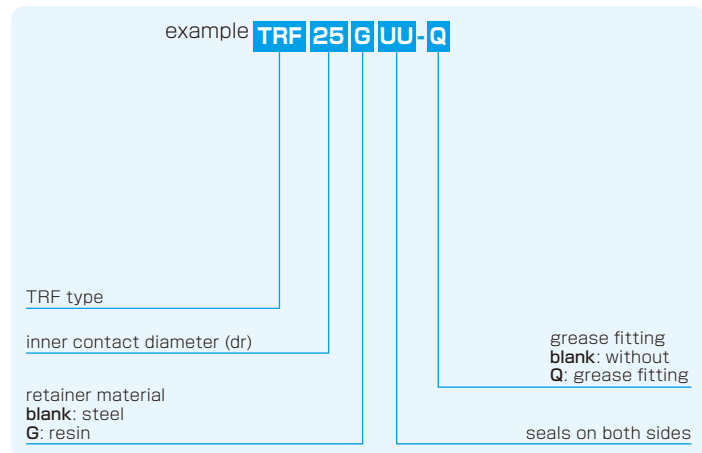 example TRF 25 G UU-Q
TRF type
inner contact diameter (dr)
retainer material
blank: steel
G: resin
grease fitting
blank: without
Q: grease fitting
seals on both sides